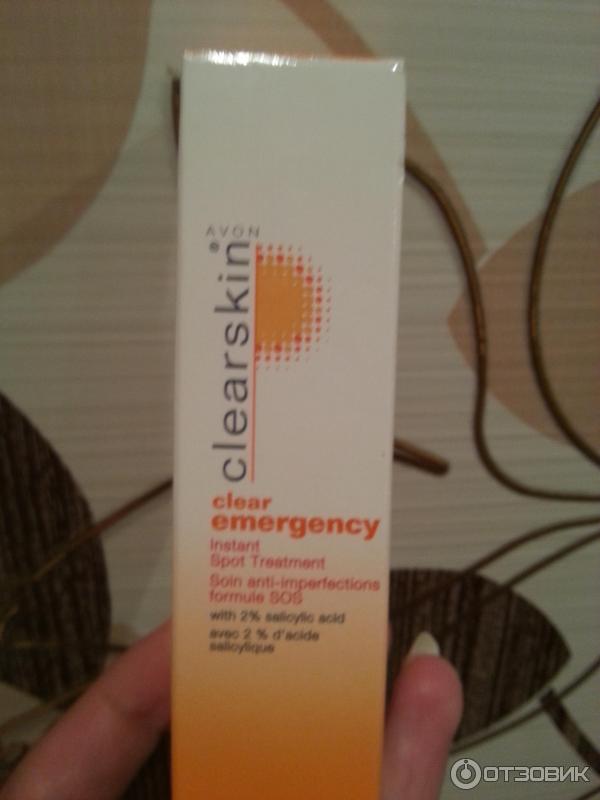 AVON
clearskin®
clear
emergency
Instant
Spot Treatment
Soin anti-imperfections
formule SOS
with 2% salicylic acid
avec 2 % d'acide
salicylique
ОТЗОВИК